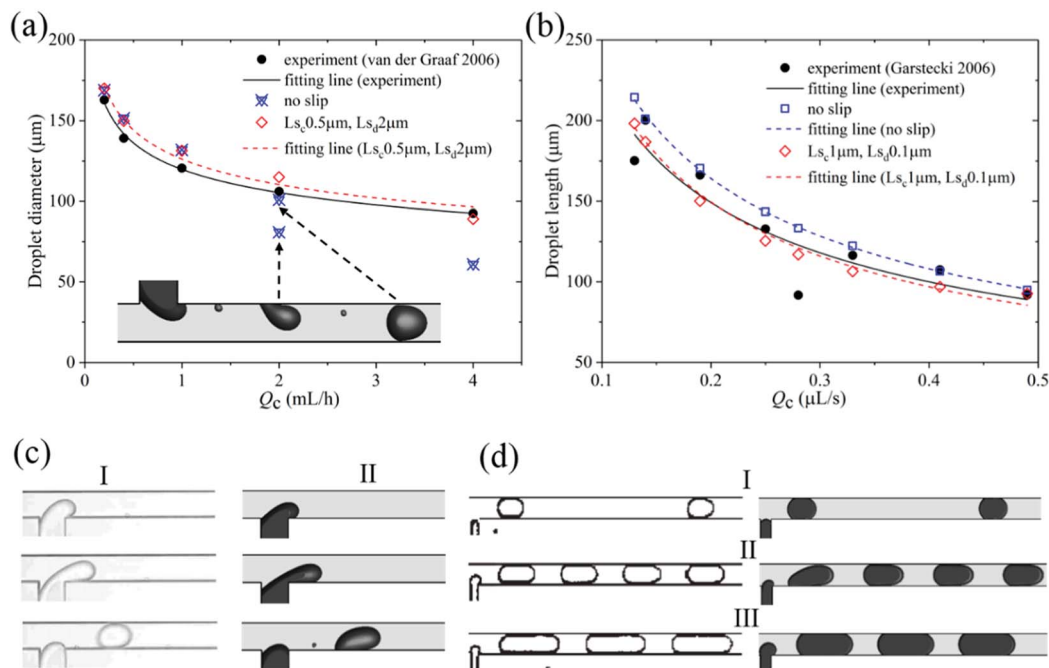 (a)
200
150
100
50
0
Droplet diameter (μm)
experiment (van der Graaf 2006)
fitting line (experiment)
no slip
Ls_c0.5μm, Ls_d2μm
fitting line (Ls_c0.5μm, Ls_d2μm)
0 1 2 3 4
Q_c (mL/h)
(b)
250
200
150
100
50
Droplet length (μm)
experiment (Garstecki 2006)
fitting line (experiment)
no slip
fitting line (no slip)
Ls_c1μm, Ls_d0.1μm
fitting line (Ls_c1μm, Ls_d0.1μm)
0.1 0.2 0.3 0.4 0.5
Q_c (μL/s)
(c)
I II
(d)
I
II
III